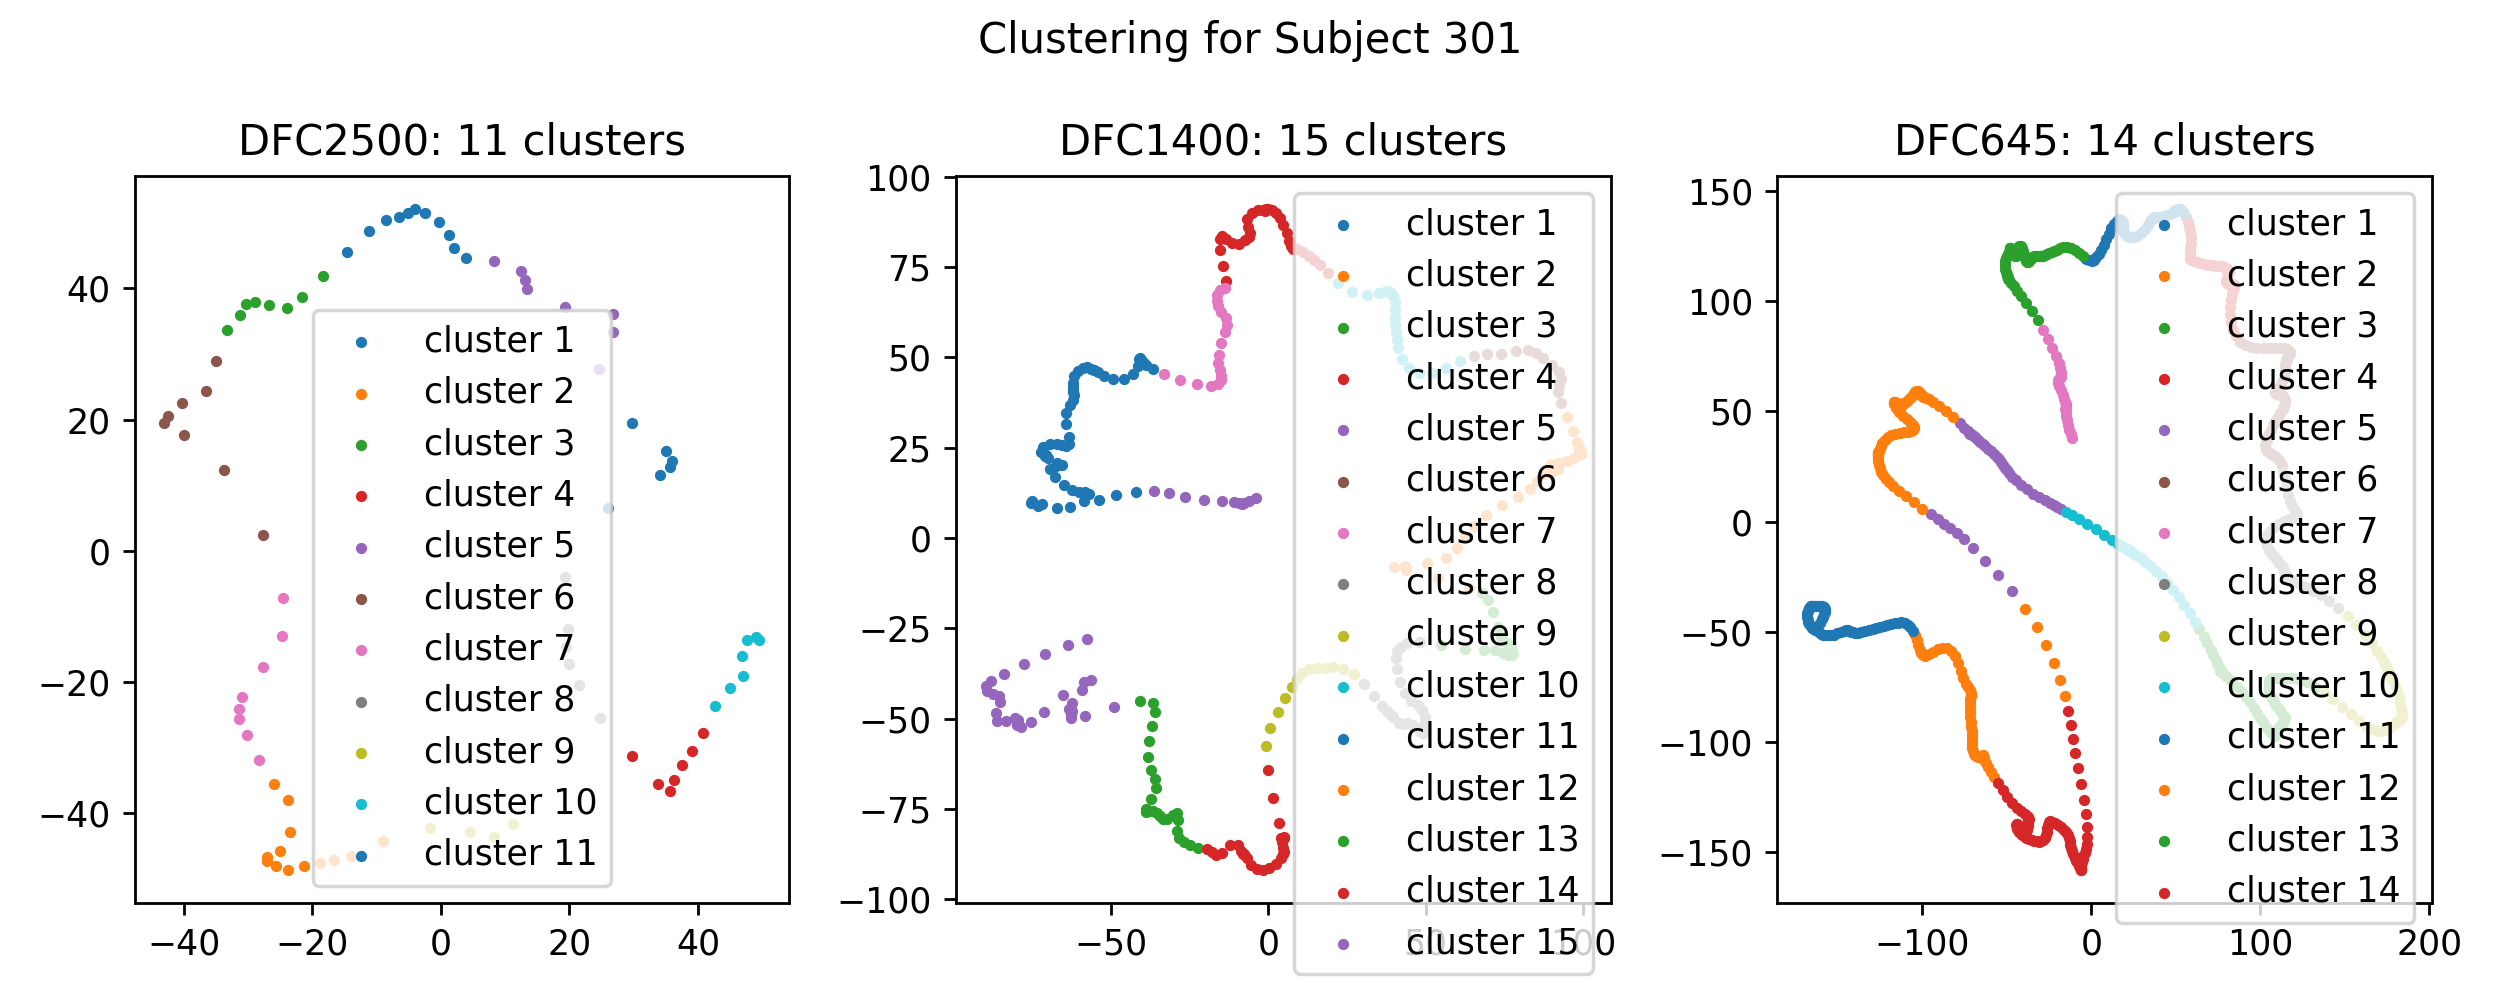 Clustering for Subject 301
DFC2500: 11 clusters
40
20
0
−20
−40
−40
−20
0
20
40
cluster 1
cluster 2
cluster 3
cluster 4
cluster 5
cluster 6
cluster 7
cluster 8
cluster 9
cluster 10
cluster 11
DFC1400: 15 clusters
100
75
50
25
0
−25
−50
−75
−100
−50
0
50
100
cluster 1
cluster 2
cluster 3
cluster 4
cluster 5
cluster 6
cluster 7
cluster 8
cluster 9
cluster 10
cluster 11
cluster 12
cluster 13
cluster 14
cluster 15
DFC645: 14 clusters
150
100
50
0
−50
−100
−150
−100
0
100
200
cluster 1
cluster 2
cluster 3
cluster 4
cluster 5
cluster 6
cluster 7
cluster 8
cluster 9
cluster 10
cluster 11
cluster 12
cluster 13
cluster 14